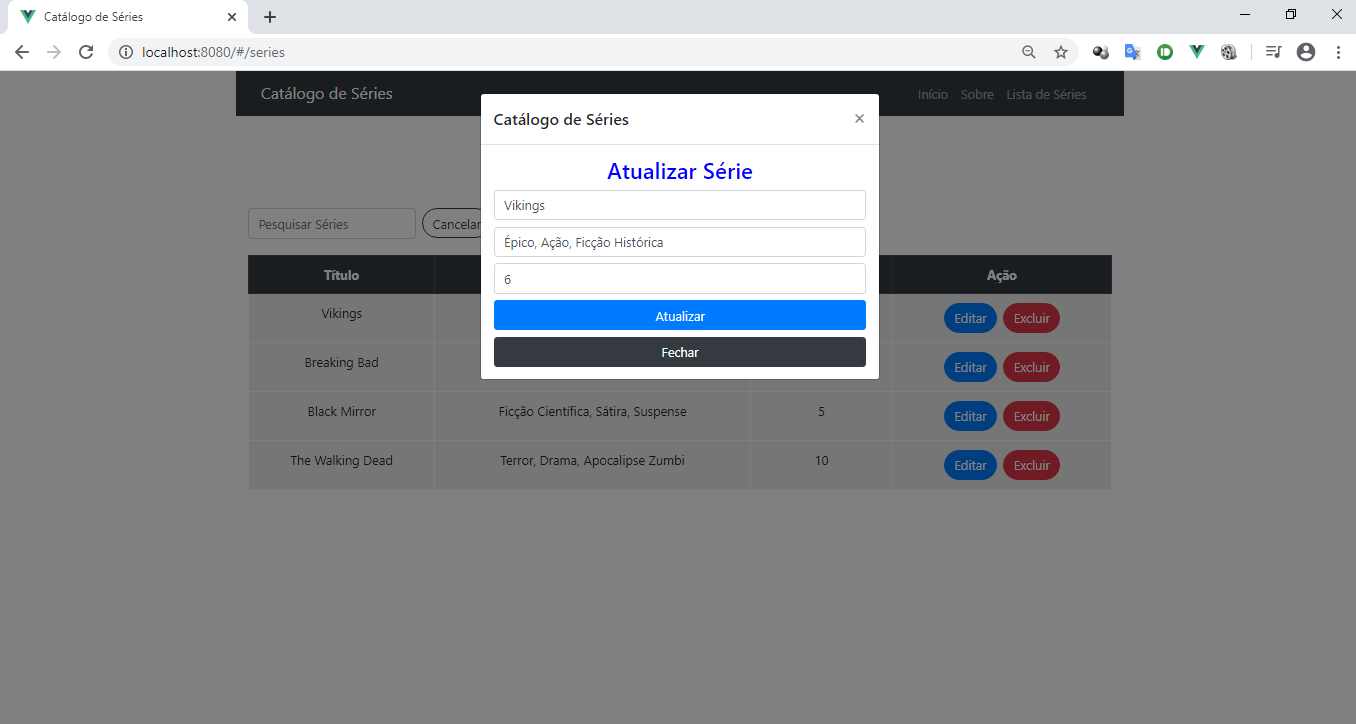 Catálogo de Séries
localhost:8080/#/series
Catálogo de Séries
Início Sobre Lista de Séries
Catálogo de Séries ×
Atualizar Série
Vikings
Épico, Ação, Ficção Histórica
6
Atualizar
Fechar
Pesquisar Séries Cancelar
Título Ação
Vikings Editar Excluir
Breaking Bad Editar Excluir
Black Mirror Ficção Científica, Sátira, Suspense 5 Editar Excluir
The Walking Dead Terror, Drama, Apocalipse Zumbi 10 Editar Excluir